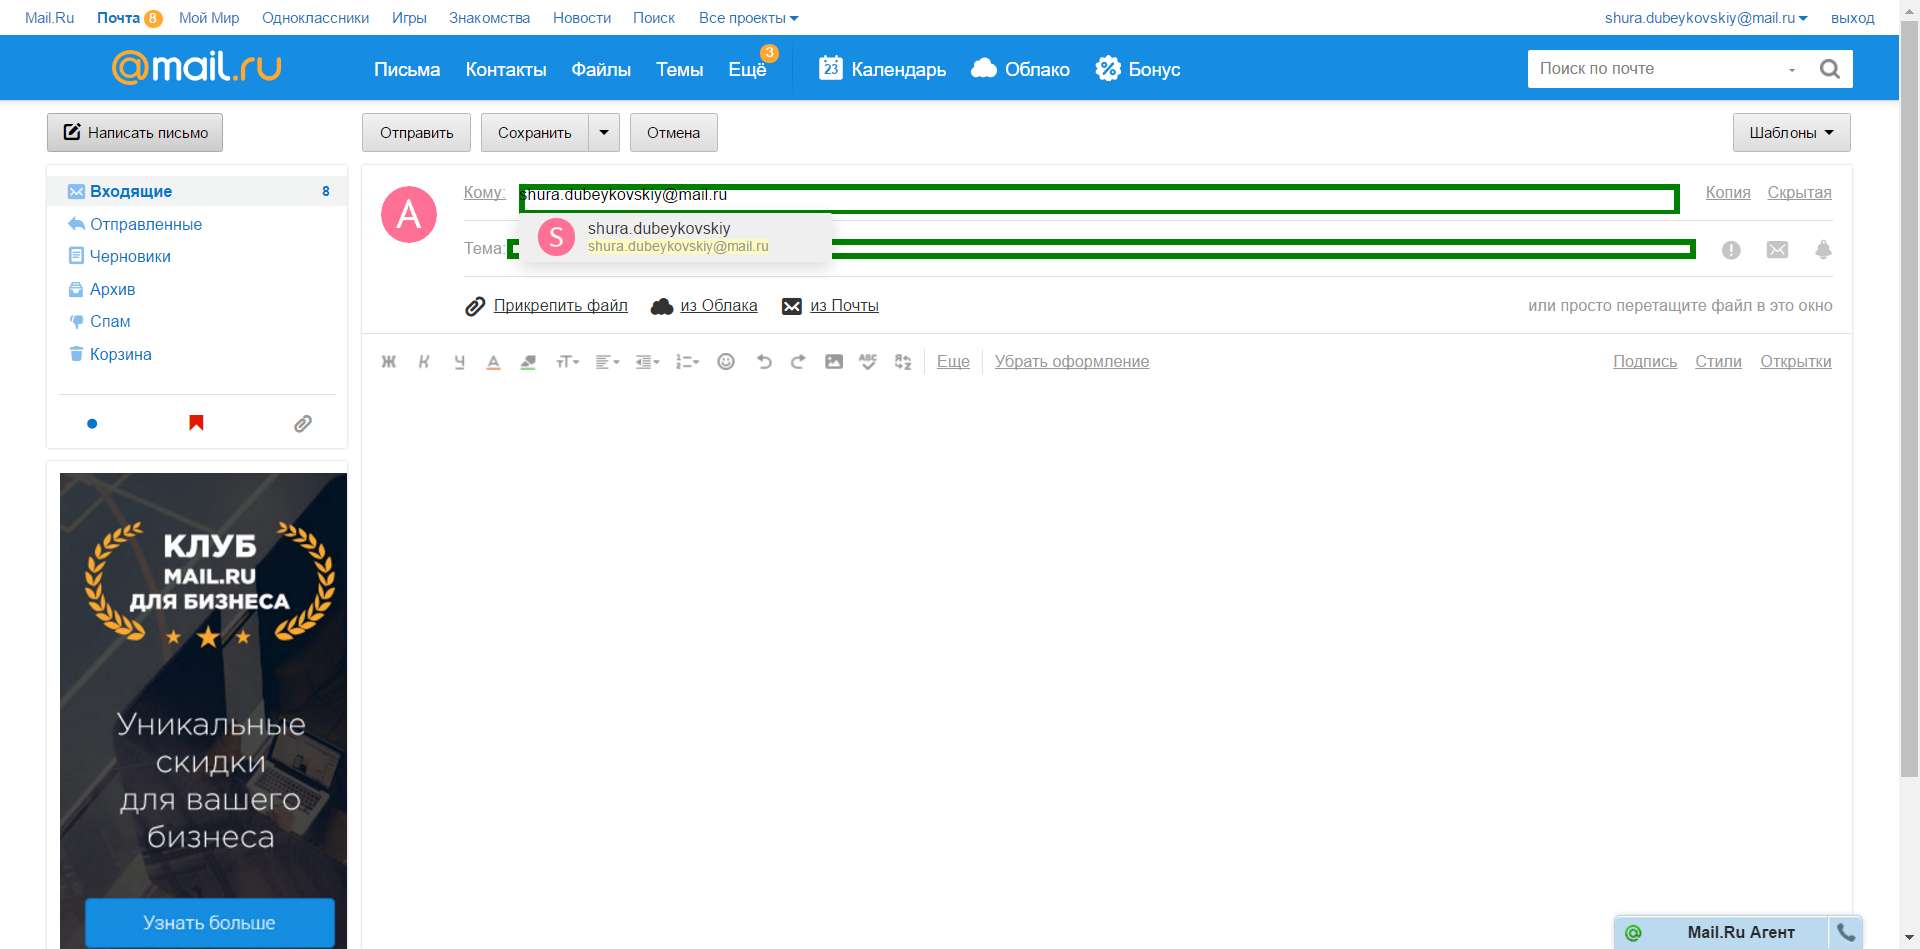 Mail.Ru Почта 8 Мой Мир Одноклассники Игры Знакомства Новости Поиск Все проекты shura.dubeykovskiy@mail.ru выход
@mail.ru Письма Контакты Файлы Темы Ещё 3 23 Календарь Облако Бонус Поиск по почте
Написать письмо Отправить Сохранить Отмена Шаблоны
Входящие 8
Отправленные
Черновики
Архив
Спам
Корзина
A Кому: shura.dubeykovskiy@mail.ru Копия Скрытая
S shura.dubeykovskiy
shura.dubeykovskiy@mail.ru
Тема:
Прикрепить файл из Облака из Почты или просто перетащите файл в это окно
Ж К Ч А тТ Еще Убрать оформление Подпись Стили Открытки
КЛУБ
MAIL.RU
ДЛЯ БИЗНЕСА
Уникальные
скидки
для вашего
бизнеса
Узнать больше
@ Mail.Ru Агент